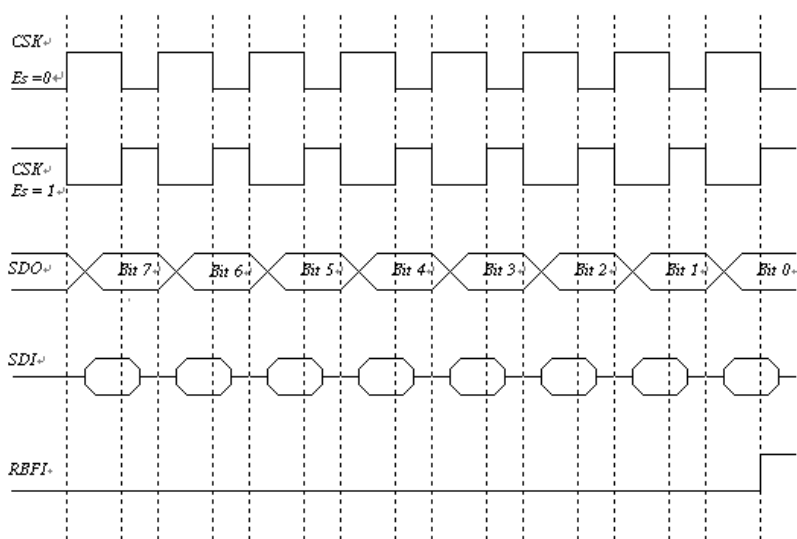 CSK↵
Es =0↵
CSK↵
Es = 1↵
SDO↵ Bit 7↵ Bit 6↵ Bit 5↵ Bit 4↵ Bit 3↵ Bit 2↵ Bit 1↵ Bit 0↵
SDI↵
RBFI↵